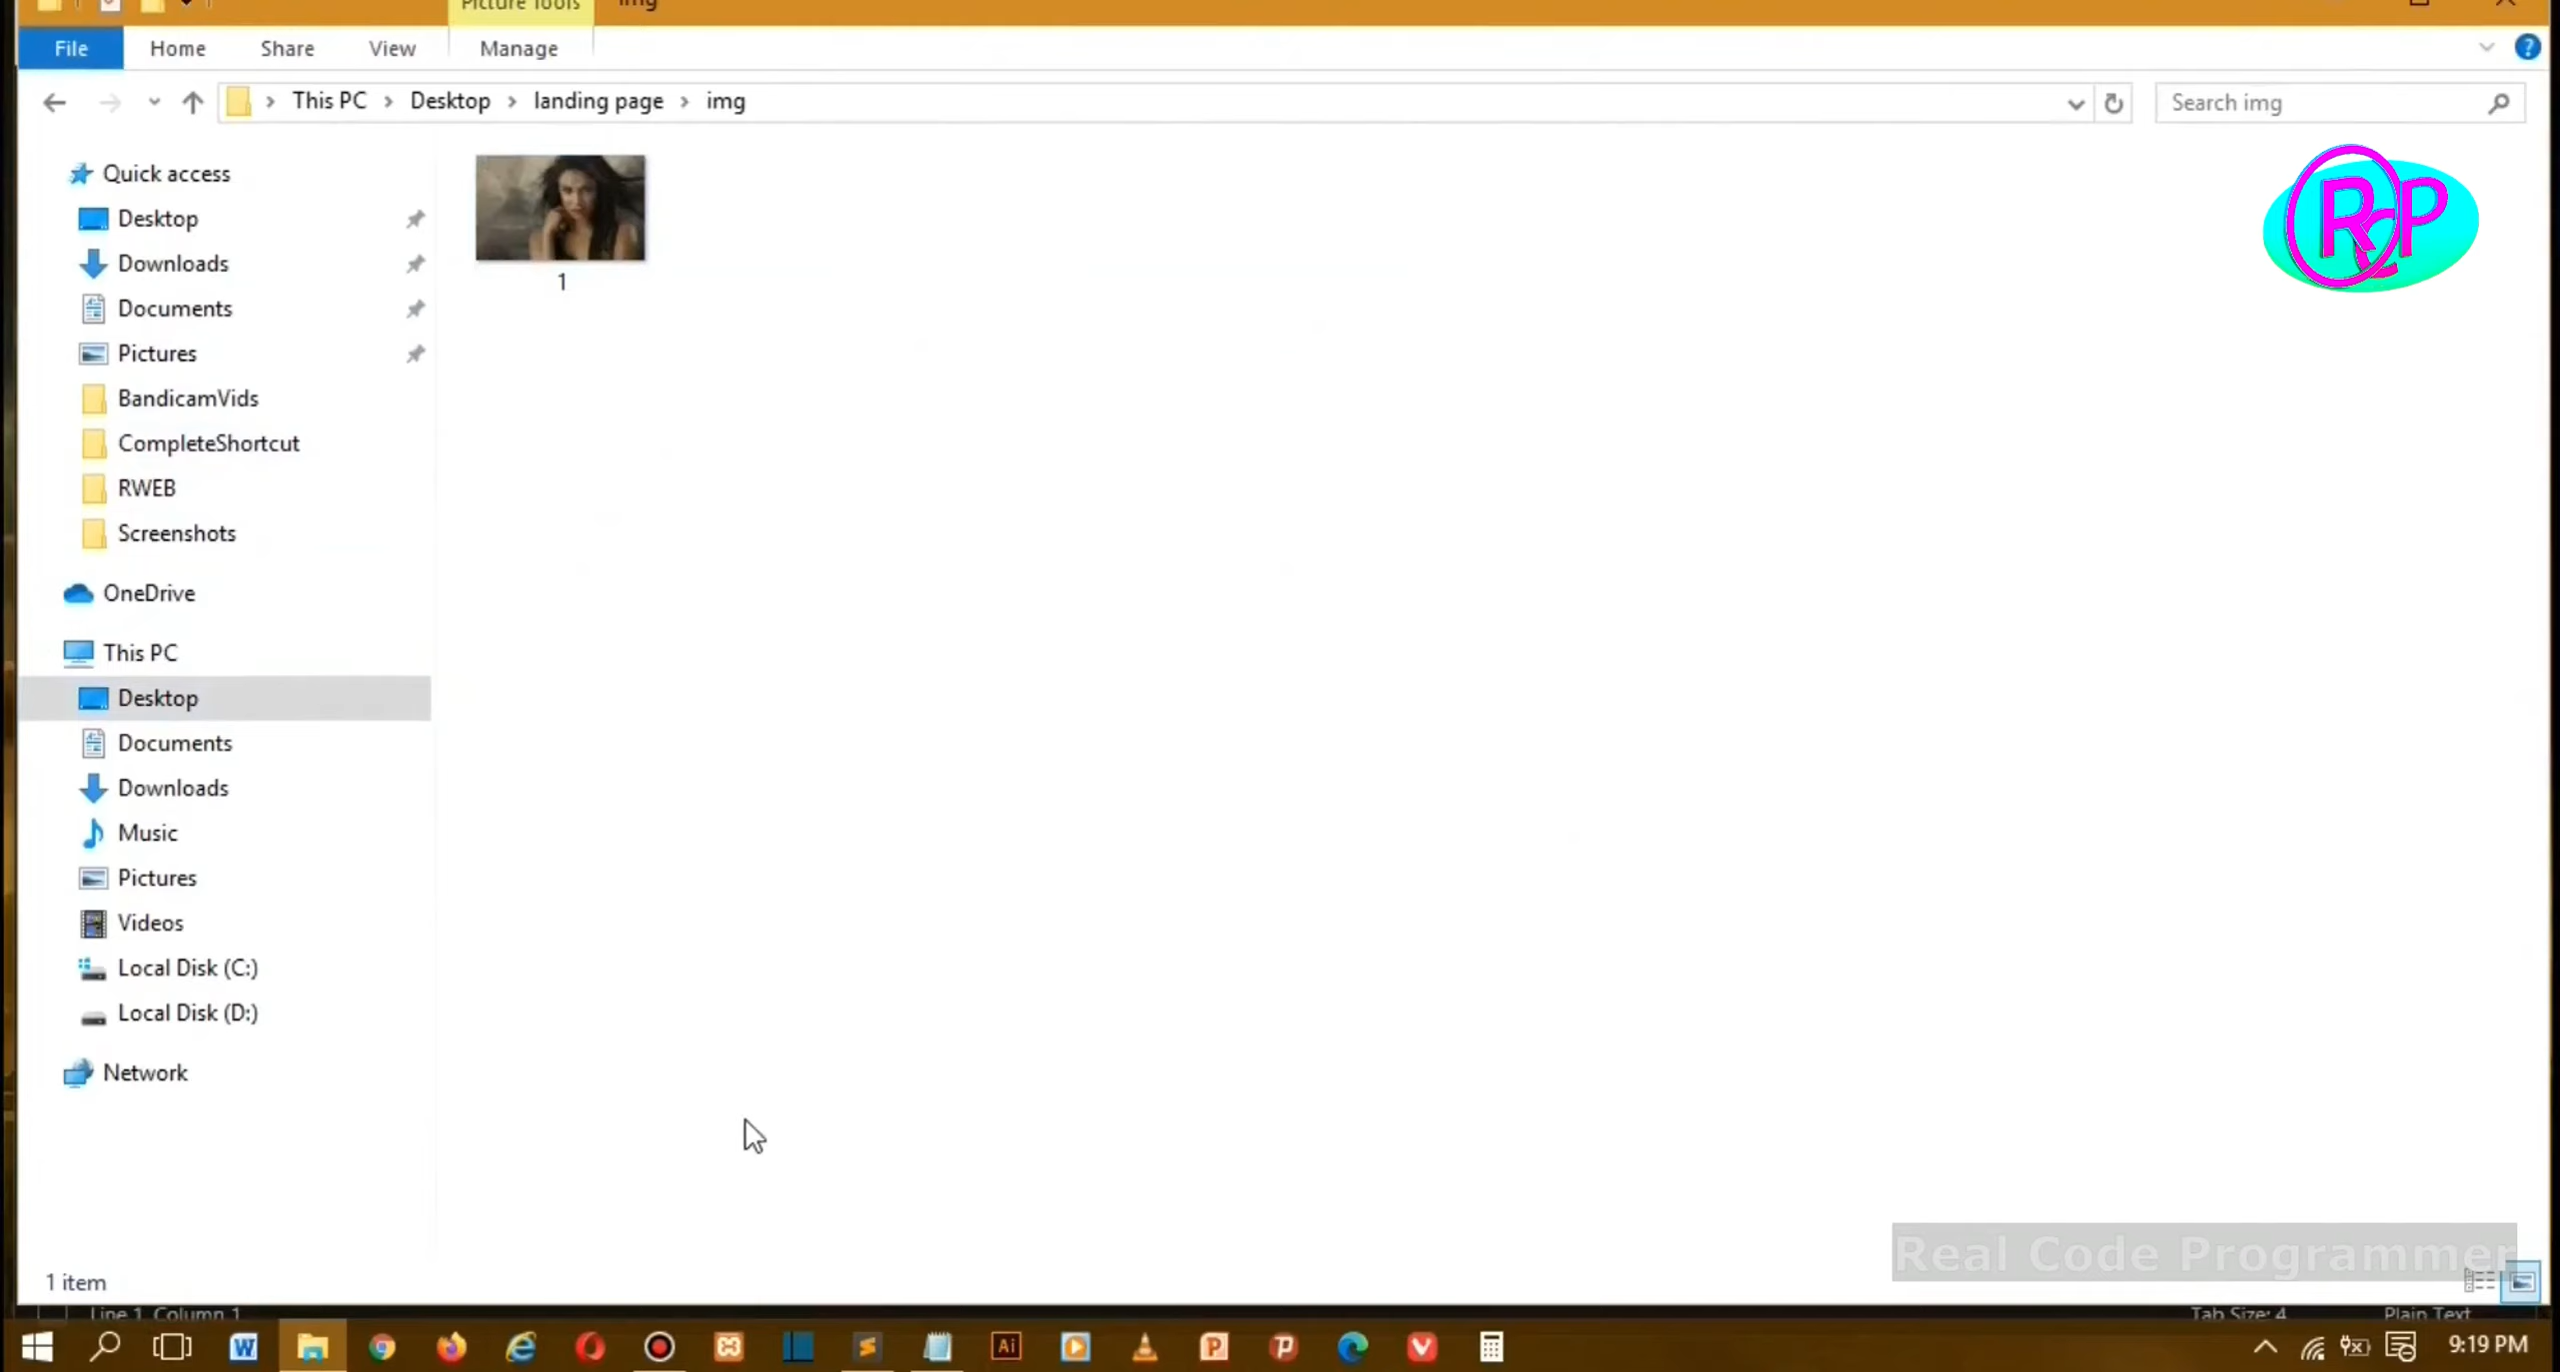 Picture Tools img
File Home Share View Manage
This PC Desktop landing page img
Search img
Quick access
Desktop
Downloads
Documents
Pictures
BandicamVids
CompleteShortcut
RWEB
Screenshots
OneDrive
This PC
Desktop
Documents
Downloads
Music
Pictures
Videos
Local Disk (C:)
Local Disk (D:)
Network
1
RCP
Real Code Programmer
1 item
Line 1, Column 1 Tab Size: 4 Plain Text
9:19 PM